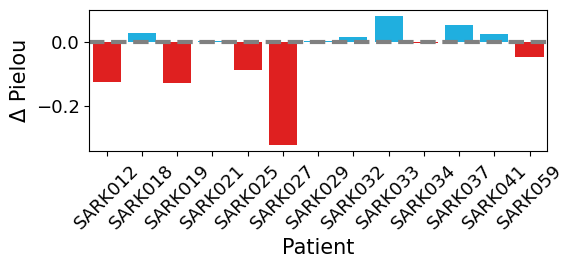 Δ Pielou
0.0
−0.2
SARK012
SARK018
SARK019
SARK021
SARK025
SARK027
SARK029
SARK032
SARK033
SARK034
SARK037
SARK041
SARK059
Patient